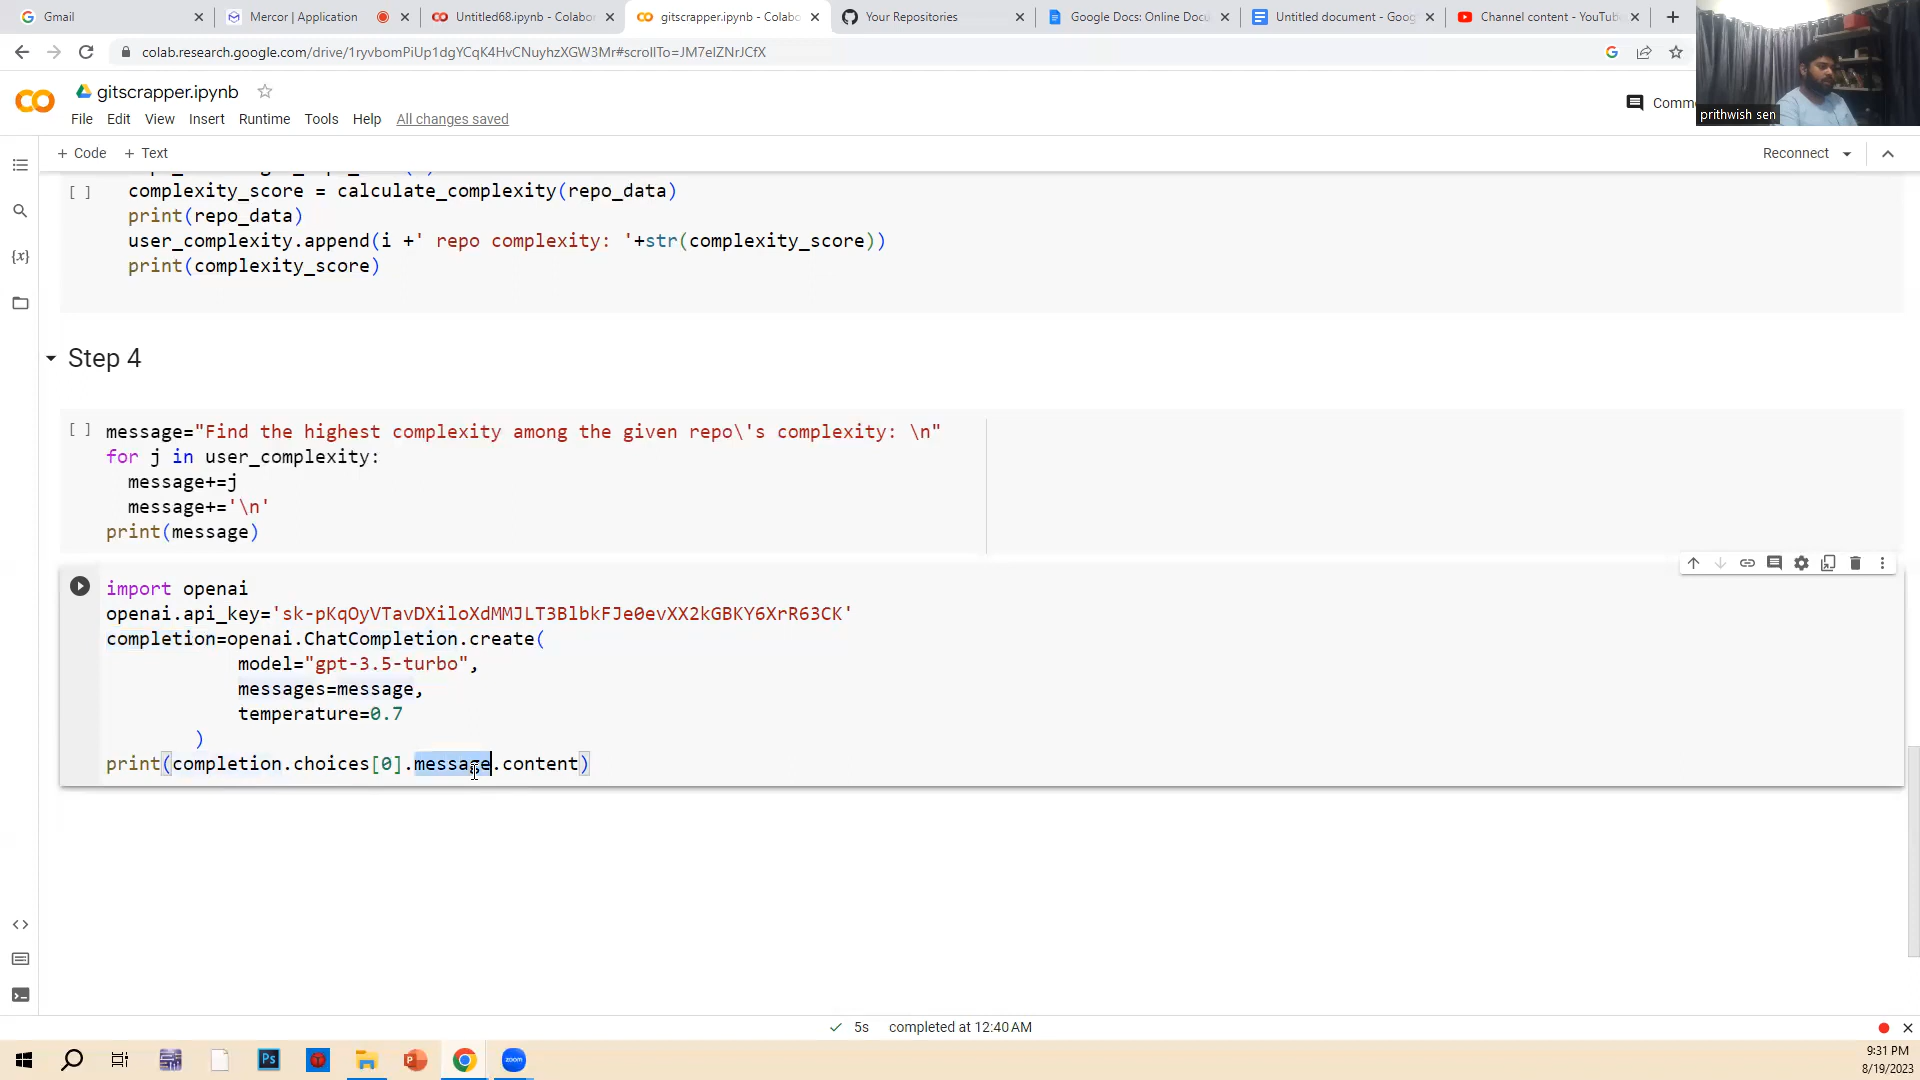 Gmail
Mercor | Application
Untitled68.ipynb - Colabor
gitscrapper.ipynb - Colabo
Your Repositories
Google Docs: Online Docu
Untitled document - Goog
Channel content - YouTub
colab.research.google.com/drive/1ryvbomPiUp1dgYCqK4HvCNuyhzXGW3Mr#scrollTo=JM7elZNrJCfX
gitscrapper.ipynb
File Edit View Insert Runtime Tools Help All changes saved
Comm
prithwish sen
+ Code + Text
Reconnect
[ ] complexity_score = calculate_complexity(repo_data)
print(repo_data)
user_complexity.append(i +' repo complexity: '+str(complexity_score))
print(complexity_score)
Step 4
[ ] message="Find the highest complexity among the given repo\'s complexity: \n"
for j in user_complexity:
message+=j
message+='\n'
print(message)
import openai
openai.api_key='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'
completion=openai.ChatCompletion.create(
model="gpt-3.5-turbo",
messages=message,
temperature=0.7
)
print(completion.choices[0].message.content)
5s completed at 12:40 AM
Ps
zoom
9:31 PM
8/19/2023